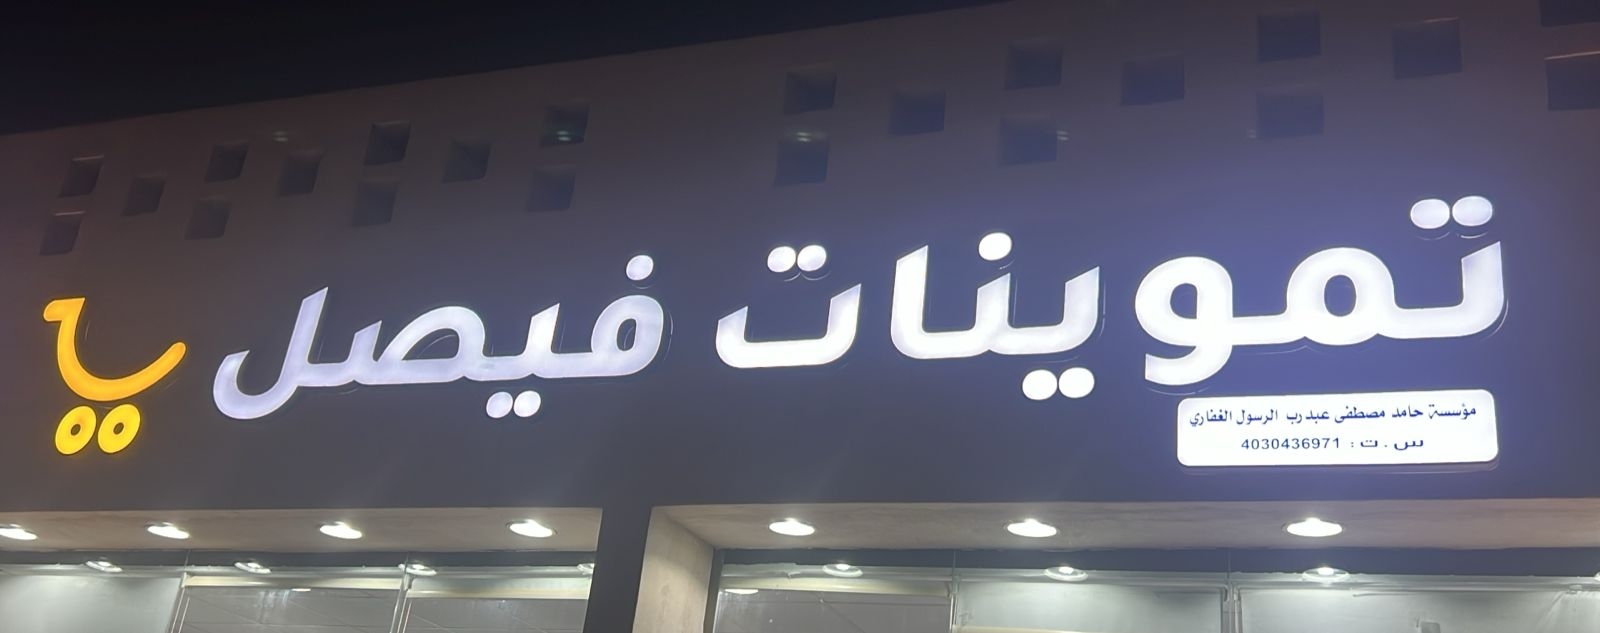 تموينات فيصل
مؤسسة حامد مصطفى عبدرب الرسول الغفاري
س . ت : 4030436971